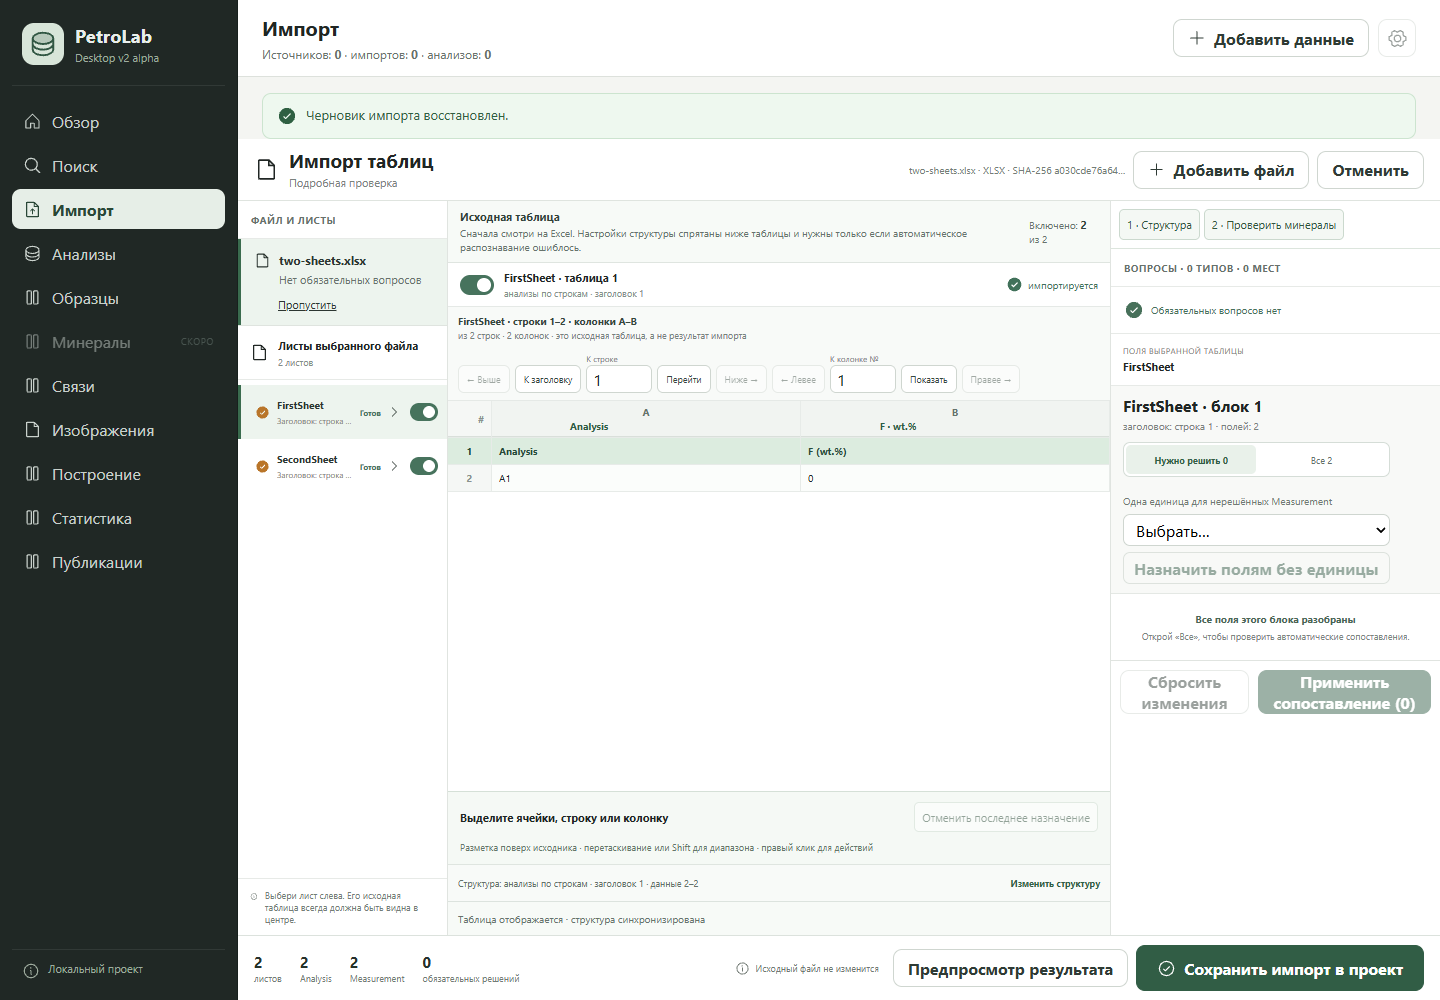 PetroLab
Desktop v2 alpha
Обзор
Поиск
Импорт
Анализы
Образцы
Минералы
СКОРО
Связи
Изображения
Построение
Статистика
Публикации
Локальный проект
Импорт
Источников: 0 · импортов: 0 · анализов: 0
Добавить данные
Черновик импорта восстановлен.
Импорт таблиц
Подробная проверка
two-sheets.xlsx · XLSX · SHA-256 a030cde76a64...
Добавить файл
Отменить
ФАЙЛ И ЛИСТЫ
two-sheets.xlsx
Нет обязательных вопросов
Пропустить
Листы выбранного файла
2 листов
FirstSheet
Заголовок: строка ...
Готов
SecondSheet
Заголовок: строка ...
Готов
Выбери лист слева. Его исходная
таблица всегда должна быть видна в
центре.
Исходная таблица
Сначала смотри на Excel. Настройки структуры спрятаны ниже таблицы и нужны только если автоматическое
распознавание ошиблось.
Включено: 2
из 2
FirstSheet · таблица 1
анализы по строкам · заголовок 1
импортируется
FirstSheet · строки 1–2 · колонки A–B
из 2 строк · 2 колонок · это исходная таблица, а не результат импорта
← Выше
К заголовку
К строке
1
Перейти
Ниже →
← Левее
К колонке №
1
Показать
Правее →
#
A
Analysis
B
F · wt.%
1
Analysis
F (wt.%)
2
A1
0
Выделите ячейки, строку или колонку
Отменить последнее назначение
Разметка поверх исходника · перетаскивание или Shift для диапазона · правый клик для действий
Структура: анализы по строкам · заголовок 1 · данные 2–2
Изменить структуру
Таблица отображается · структура синхронизирована
1 · Структура
2 · Проверить минералы
ВОПРОСЫ · 0 ТИПОВ · 0 МЕСТ
Обязательных вопросов нет
ПОЛЯ ВЫБРАННОЙ ТАБЛИЦЫ
FirstSheet
FirstSheet · блок 1
заголовок: строка 1 · полей: 2
Нужно решить 0
Все 2
Одна единица для нерешённых Measurement
Выбрать...
Назначить полям без единицы
Все поля этого блока разобраны
Открой «Все», чтобы проверить автоматические сопоставления.
Сбросить
изменения
Применить
сопоставление (0)
2
листов
2
Analysis
2
Measurement
0
обязательных решений
Исходный файл не изменится
Предпросмотр результата
Сохранить импорт в проект